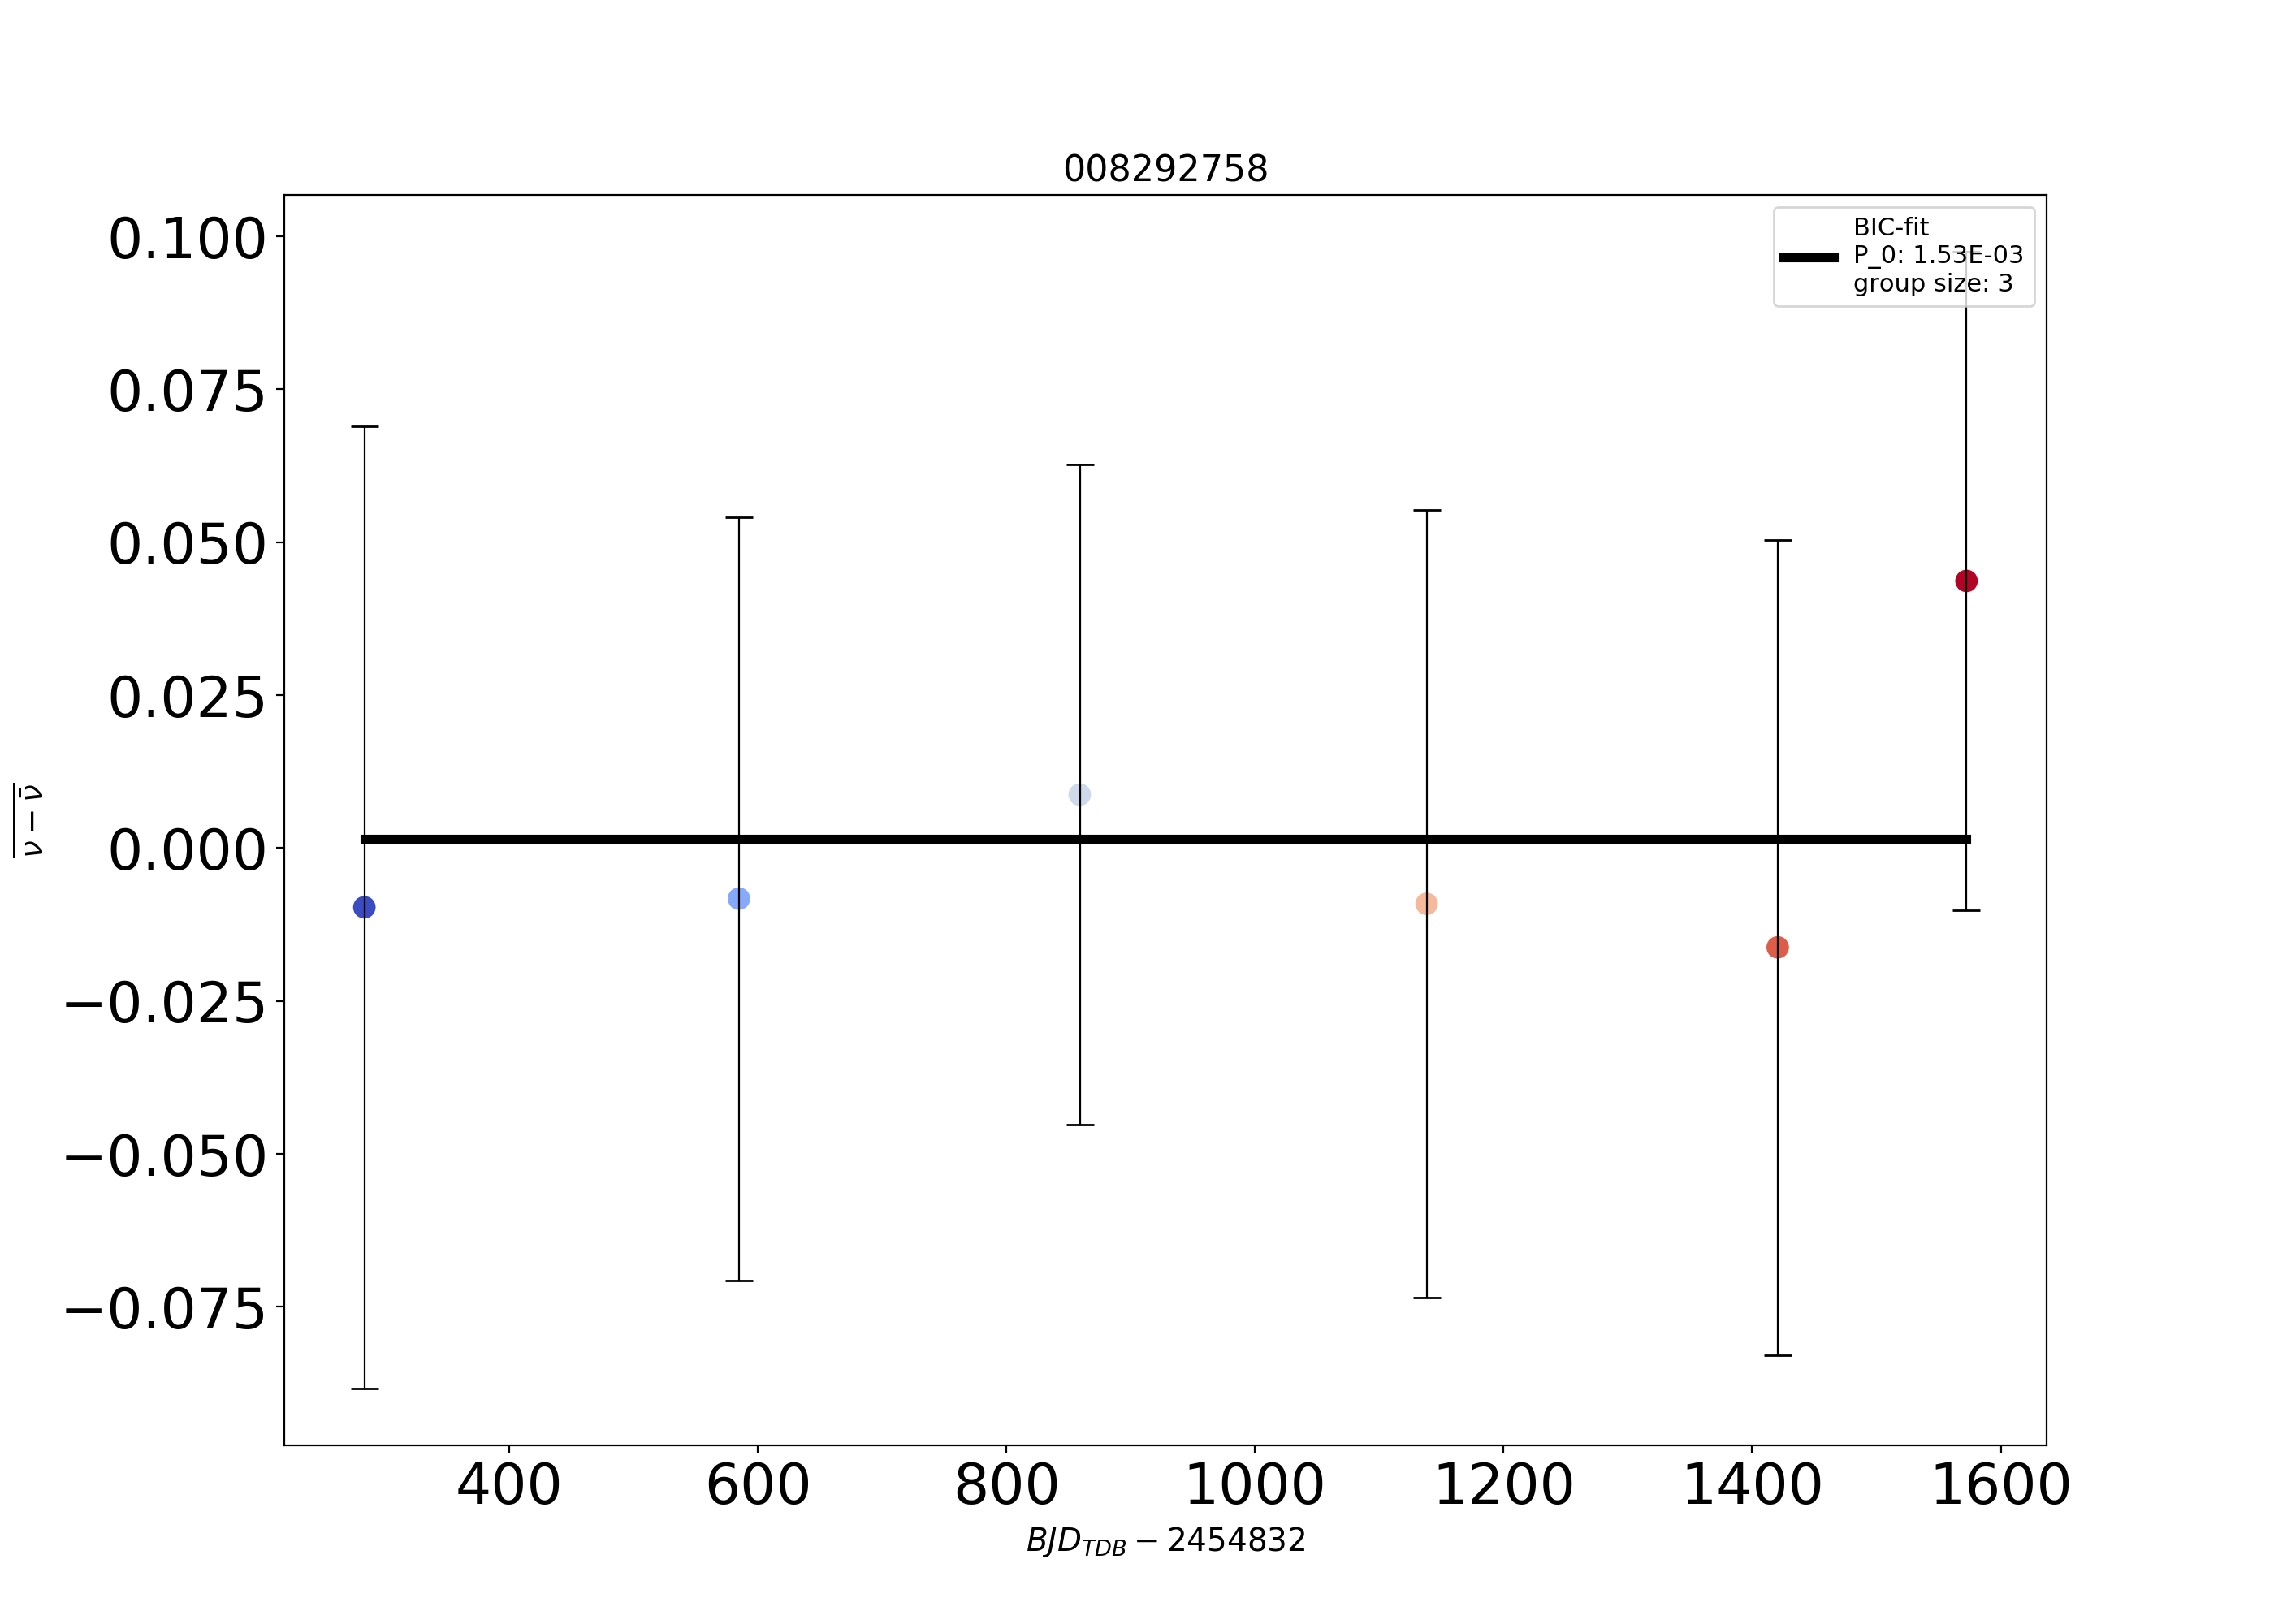 008292758
BIC-fit
P_0: 1.53E-03
group size: 3
0.100
0.075
0.050
0.025
0.000
−0.025
−0.050
−0.075
ν − ν̄
400 600 800 1000 1200 1400 1600
BJD_TDB − 2454832